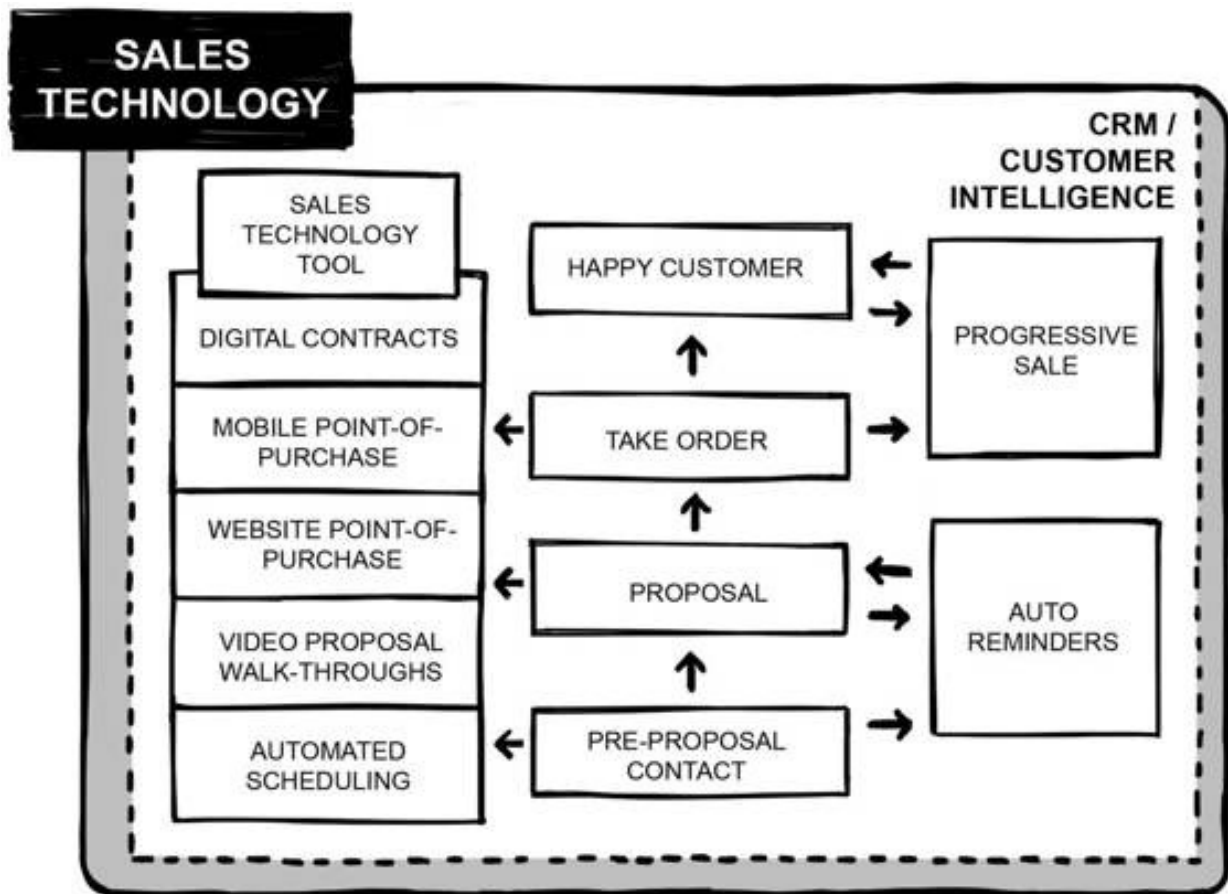 SALES
TECHNOLOGY
CRM /
CUSTOMER
INTELLIGENCE
SALES
TECHNOLOGY
TOOL
DIGITAL CONTRACTS
MOBILE POINT-OF-
PURCHASE
WEBSITE POINT-OF-
PURCHASE
VIDEO PROPOSAL
WALK-THROUGHS
AUTOMATED
SCHEDULING
HAPPY CUSTOMER
TAKE ORDER
PROPOSAL
PRE-PROPOSAL
CONTACT
PROGRESSIVE
SALE
AUTO
REMINDERS